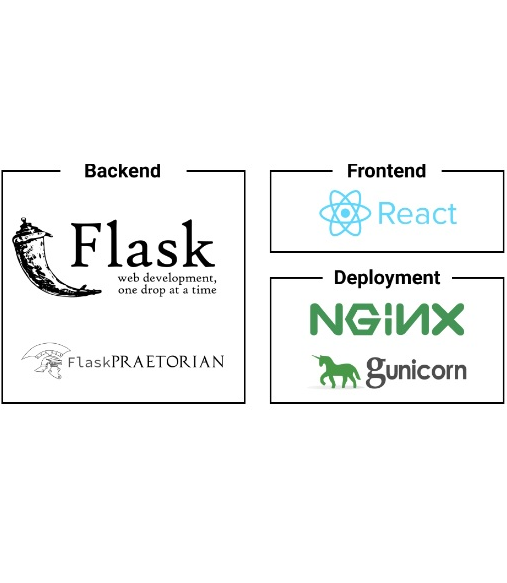 Backend
Flask
web development,
one drop at a time
FlaskPRAETORIAN
Frontend
React
Deployment
NGINX
gunicorn